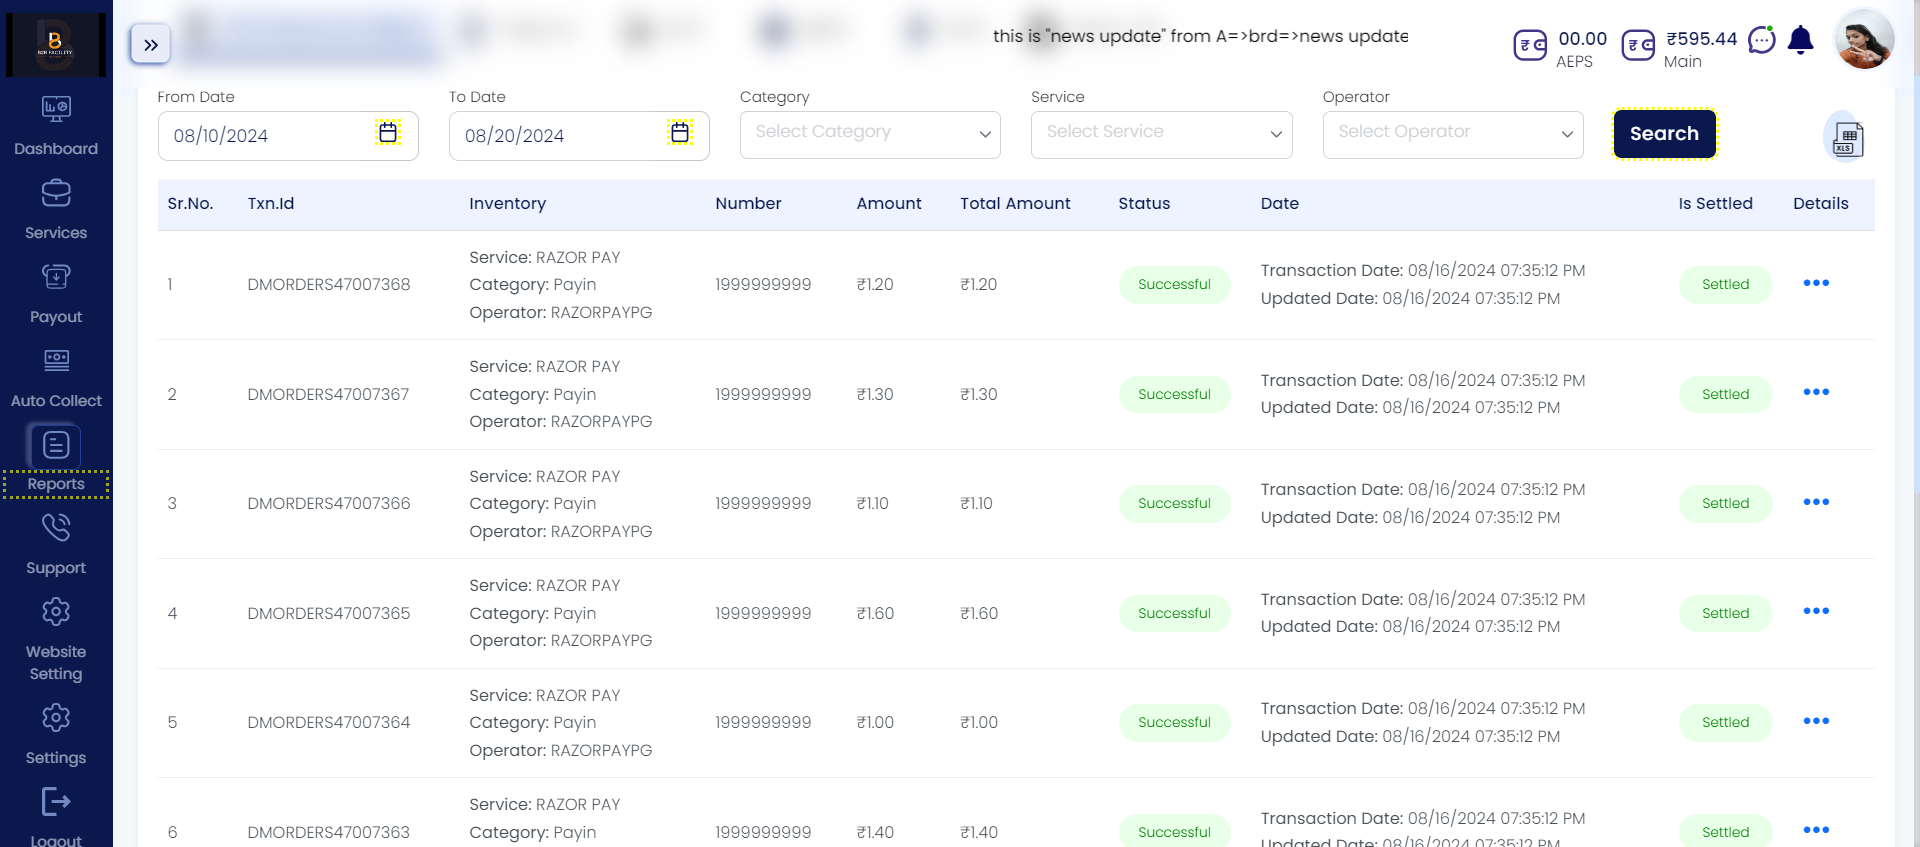 B2B FACILITY
this is "news update" from A=>brd=>news update
00.00
AEPS
₹595.44
Main
Dashboard
Services
Payout
Auto Collect
Reports
Support
Website
Setting
Settings
Logout
From Date
To Date
Category
Service
Operator
08/10/2024
08/20/2024
Select Category
Select Service
Select Operator
Search
XLS
Sr.No. Txn.Id Inventory Number Amount Total Amount Status Date Is Settled Details
Service: RAZOR PAY
1 DMORDERS47007368 Category: Payin 1999999999 ₹1.20 ₹1.20 Successful Transaction Date: 08/16/2024 07:35:12 PM Settled
Operator: RAZORPAYPG Updated Date: 08/16/2024 07:35:12 PM
Service: RAZOR PAY
2 DMORDERS47007367 Category: Payin 1999999999 ₹1.30 ₹1.30 Successful Transaction Date: 08/16/2024 07:35:12 PM Settled
Operator: RAZORPAYPG Updated Date: 08/16/2024 07:35:12 PM
Service: RAZOR PAY
3 DMORDERS47007366 Category: Payin 1999999999 ₹1.10 ₹1.10 Successful Transaction Date: 08/16/2024 07:35:12 PM Settled
Operator: RAZORPAYPG Updated Date: 08/16/2024 07:35:12 PM
Service: RAZOR PAY
4 DMORDERS47007365 Category: Payin 1999999999 ₹1.60 ₹1.60 Successful Transaction Date: 08/16/2024 07:35:12 PM Settled
Operator: RAZORPAYPG Updated Date: 08/16/2024 07:35:12 PM
Service: RAZOR PAY
5 DMORDERS47007364 Category: Payin 1999999999 ₹1.00 ₹1.00 Successful Transaction Date: 08/16/2024 07:35:12 PM Settled
Operator: RAZORPAYPG Updated Date: 08/16/2024 07:35:12 PM
Service: RAZOR PAY
6 DMORDERS47007363 Category: Payin 1999999999 ₹1.40 ₹1.40 Successful Transaction Date: 08/16/2024 07:35:12 PM Settled
Updated Date: 08/16/2024 07:35:12 PM